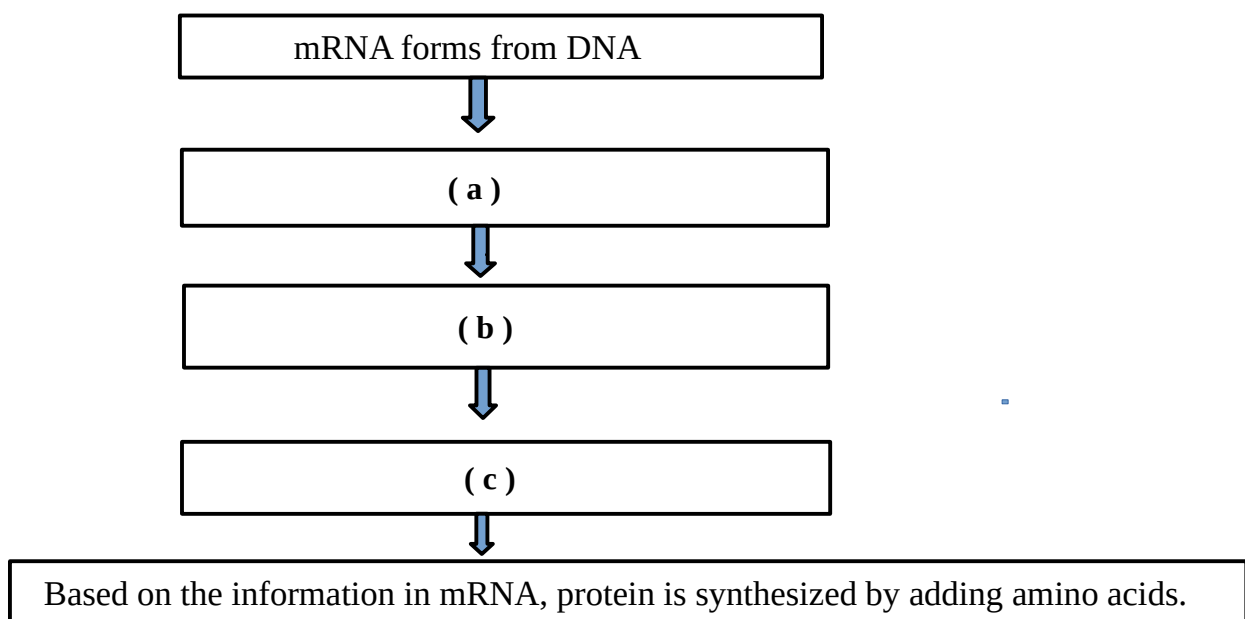 mRNA forms from DNA
( a )
( b )
( c )
Based on the information in mRNA, protein is synthesized by adding amino acids.